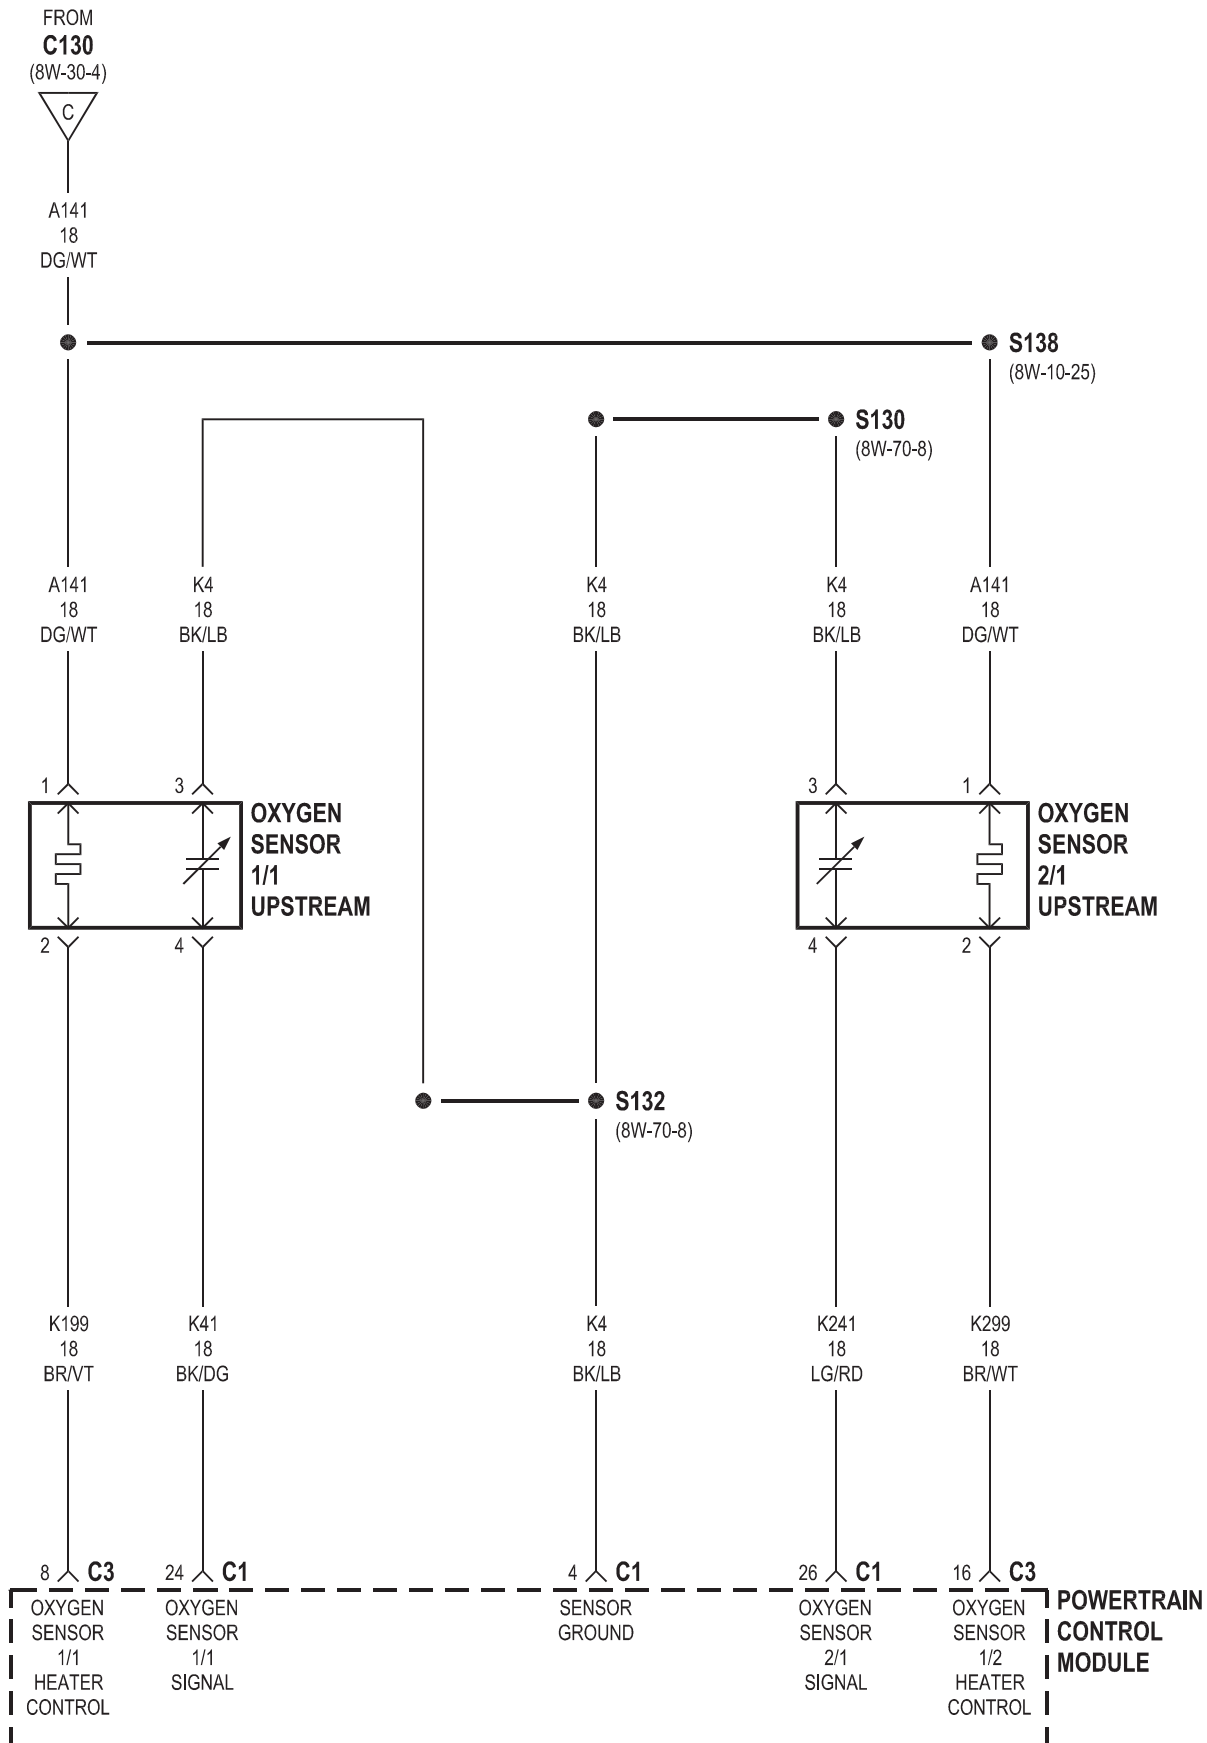 FROM
C130
(8W-30-4)
C
A141
18
DG/WT
S138
(8W-10-25)
S130
(8W-70-8)
A141
18
DG/WT
K4
18
BK/LB
K4
18
BK/LB
K4
18
BK/LB
A141
18
DG/WT
1
3
3
1
OXYGEN
SENSOR
1/1
UPSTREAM
OXYGEN
SENSOR
2/1
UPSTREAM
2
4
4
2
S132
(8W-70-8)
K199
18
BR/VT
K41
18
BK/DG
K4
18
BK/LB
K241
18
LG/RD
K299
18
BR/WT
8 C3
24 C1
4 C1
26 C1
16 C3
OXYGEN
SENSOR
1/1
HEATER
CONTROL
OXYGEN
SENSOR
1/1
SIGNAL
SENSOR
GROUND
OXYGEN
SENSOR
2/1
SIGNAL
OXYGEN
SENSOR
1/2
HEATER
CONTROL
POWERTRAIN
CONTROL
MODULE